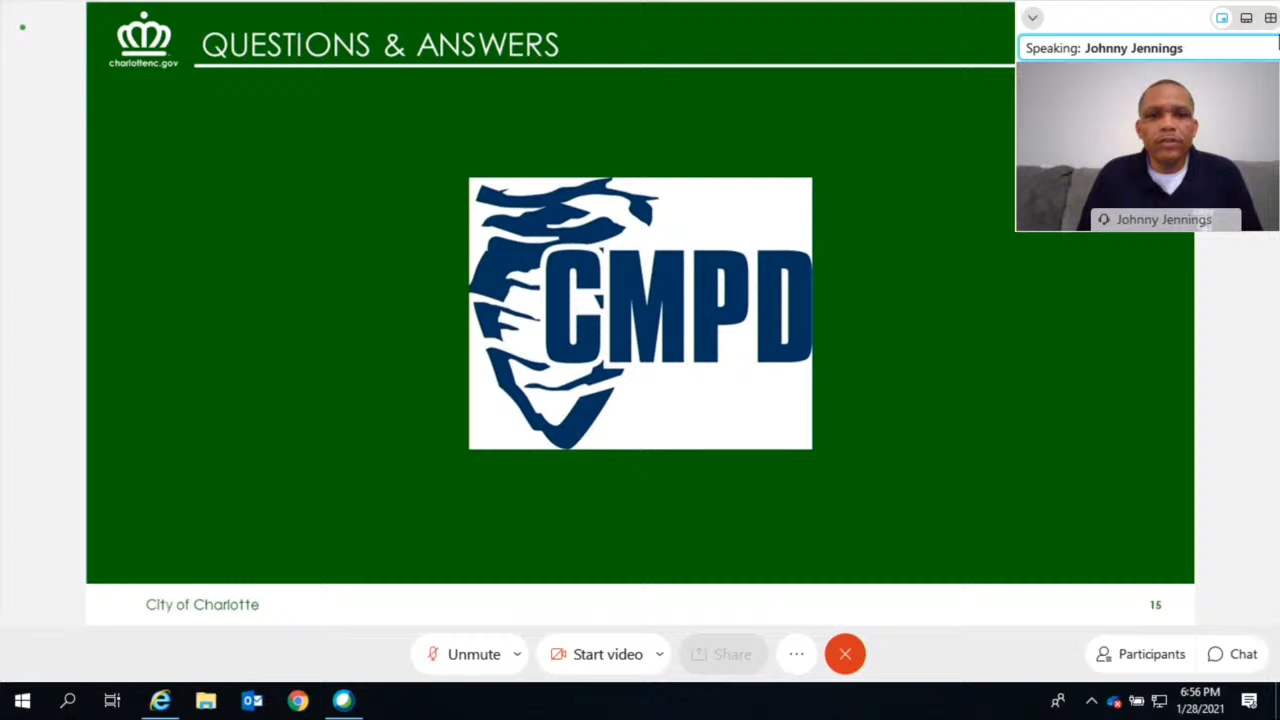 charlottenc.gov
QUESTIONS & ANSWERS
Speaking: Johnny Jennings
Johnny Jennings
CMPD
City of Charlotte
15
Unmute
Start video
Share
Participants
Chat
6:56 PM
1/28/2021